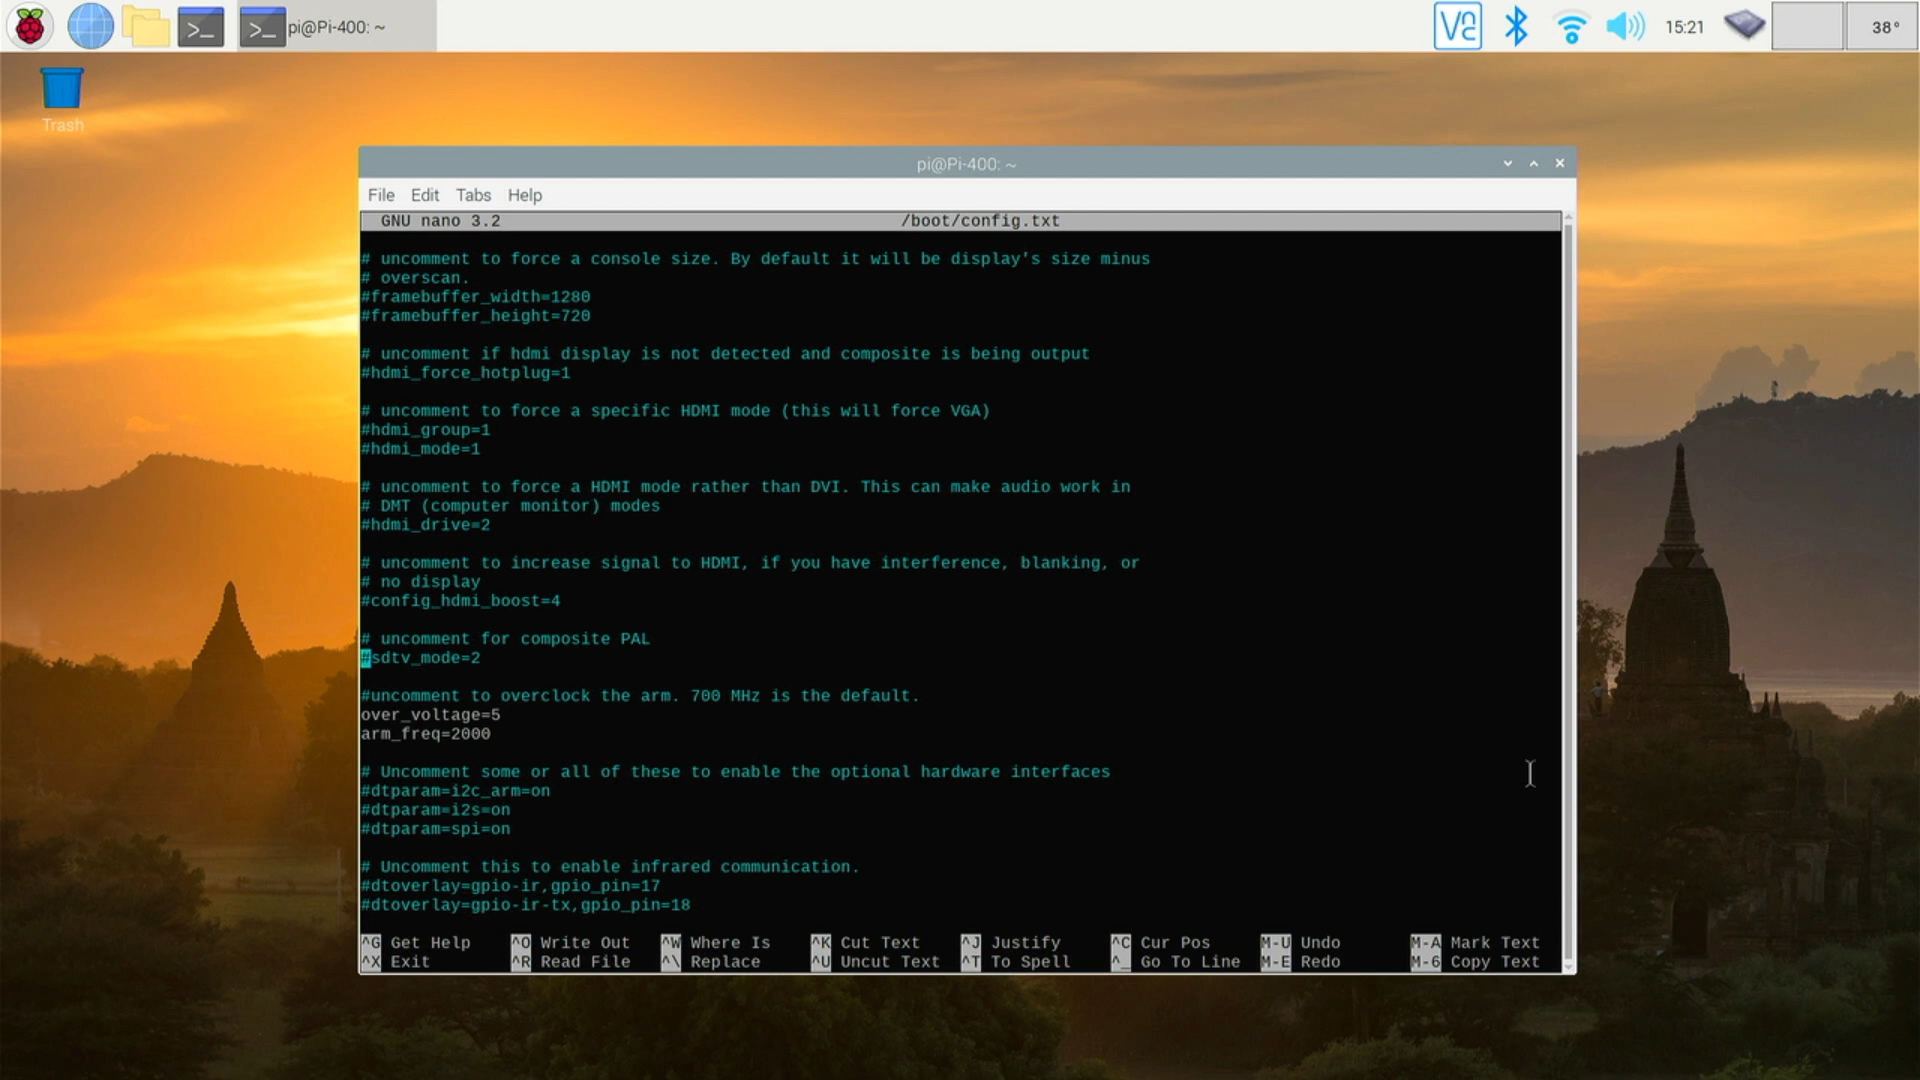 pi@Pi-400: ~
15:21
38°
Trash
pi@Pi-400: ~
File Edit Tabs Help
GNU nano 3.2 /boot/config.txt
# uncomment to force a console size. By default it will be display's size minus
# overscan.
#framebuffer_width=1280
#framebuffer_height=720
# uncomment if hdmi display is not detected and composite is being output
#hdmi_force_hotplug=1
# uncomment to force a specific HDMI mode (this will force VGA)
#hdmi_group=1
#hdmi_mode=1
# uncomment to force a HDMI mode rather than DVI. This can make audio work in
# DMT (computer monitor) modes
#hdmi_drive=2
# uncomment to increase signal to HDMI, if you have interference, blanking, or
# no display
#config_hdmi_boost=4
# uncomment for composite PAL
#sdtv_mode=2
#uncomment to overclock the arm. 700 MHz is the default.
over_voltage=5
arm_freq=2000
# Uncomment some or all of these to enable the optional hardware interfaces
#dtparam=i2c_arm=on
#dtparam=i2s=on
#dtparam=spi=on
# Uncomment this to enable infrared communication.
#dtoverlay=gpio-ir,gpio_pin=17
#dtoverlay=gpio-ir-tx,gpio_pin=18
^G Get Help ^O Write Out ^W Where Is ^K Cut Text ^J Justify ^C Cur Pos M-U Undo M-A Mark Text
^X Exit ^R Read File ^\ Replace ^U Uncut Text ^T To Spell ^_ Go To Line M-E Redo M-6 Copy Text